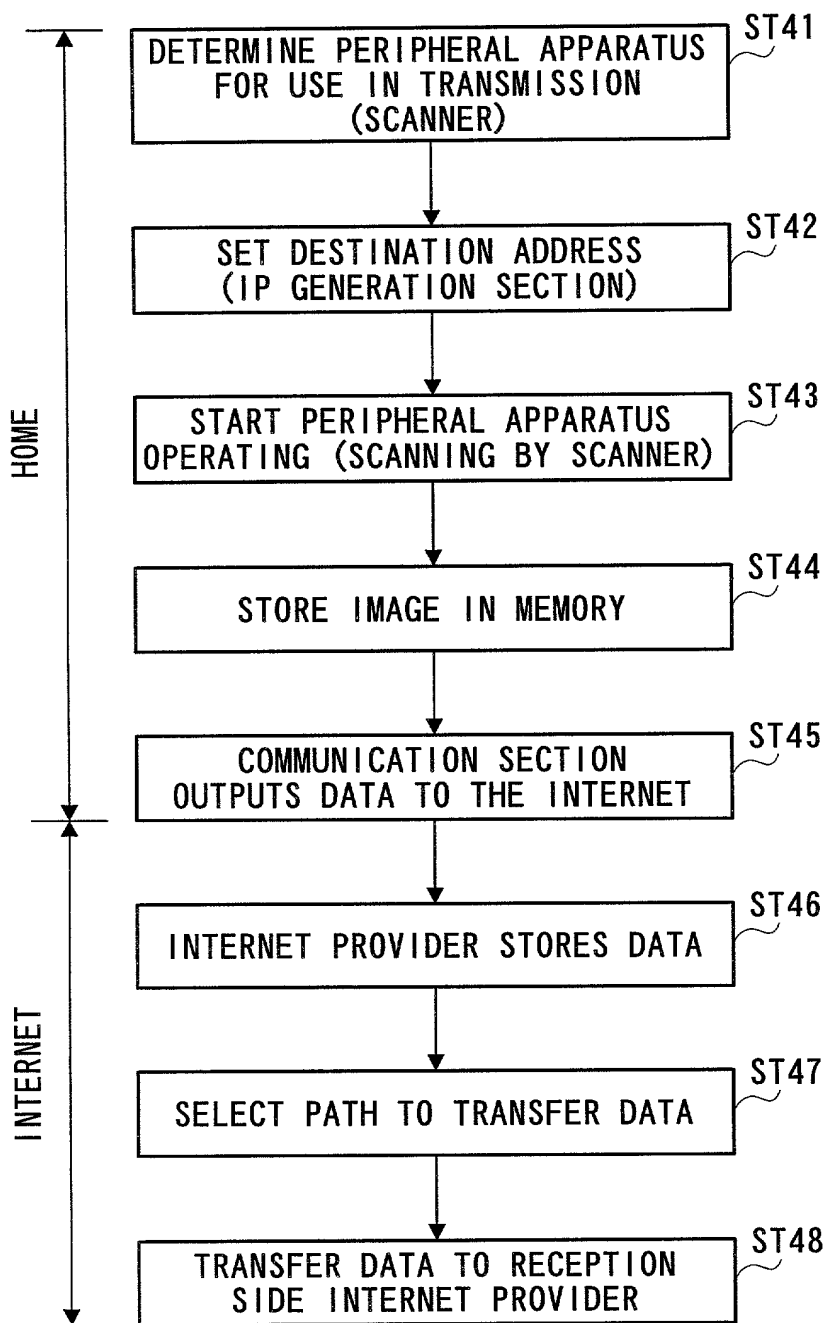 ST41
DETERMINE PERIPHERAL APPARATUS
FOR USE IN TRANSMISSION
(SCANNER)
ST42
SET DESTINATION ADDRESS
(IP GENERATION SECTION)
HOME
ST43
START PERIPHERAL APPARATUS
OPERATING (SCANNING BY SCANNER)
ST44
STORE IMAGE IN MEMORY
ST45
COMMUNICATION SECTION
OUTPUTS DATA TO THE INTERNET
ST46
INTERNET PROVIDER STORES DATA
INTERNET
ST47
SELECT PATH TO TRANSFER DATA
ST48
TRANSFER DATA TO RECEPTION
SIDE INTERNET PROVIDER